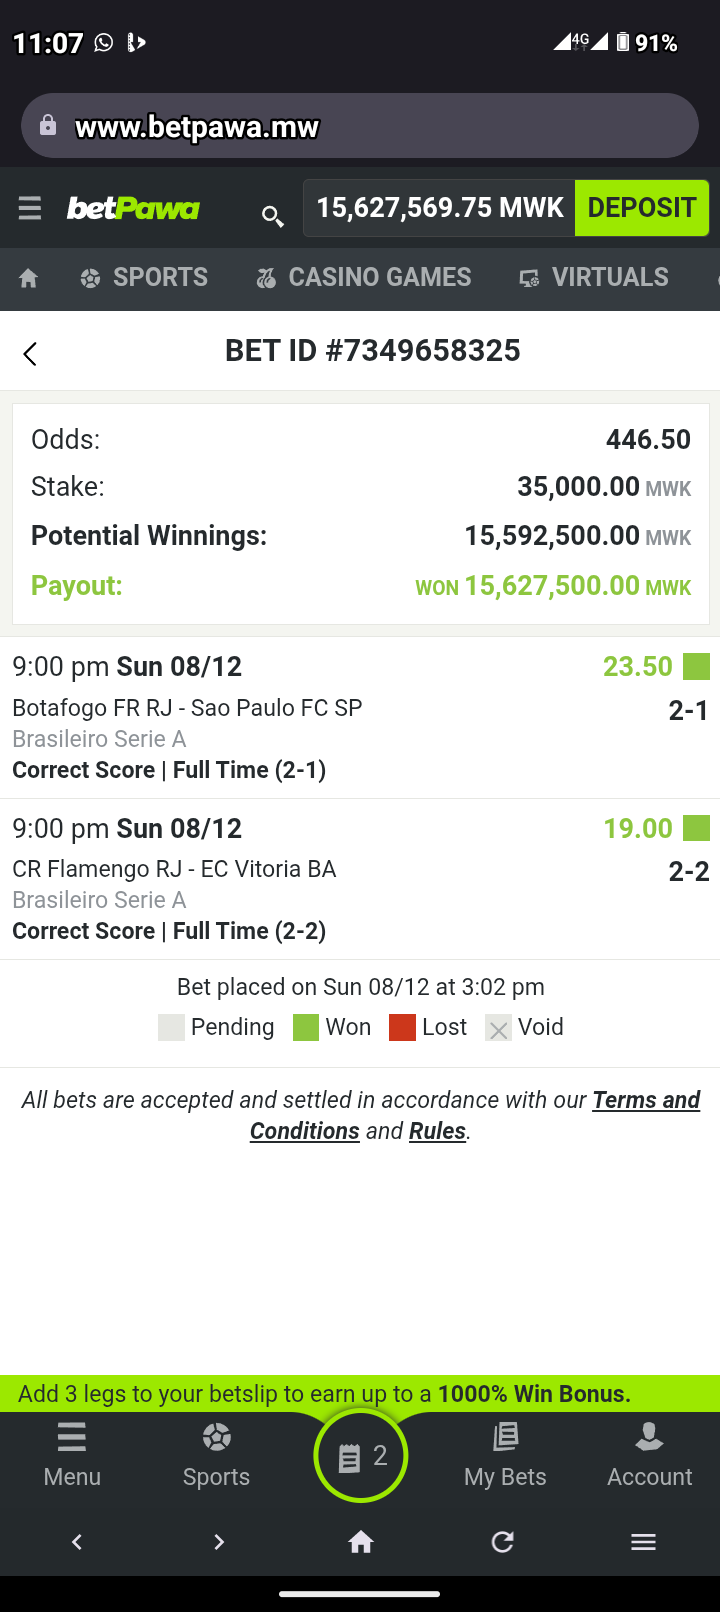 11:07 4G 91%
www.betpawa.mw
betPawa 15,627,569.75 MWK DEPOSIT
SPORTS CASINO GAMES VIRTUALS
BET ID #7349658325
Odds: 446.50
Stake: 35,000.00 MWK
Potential Winnings: 15,592,500.00 MWK
Payout: WON 15,627,500.00 MWK
9:00 pm Sun 08/12 23.50
Botafogo FR RJ - Sao Paulo FC SP 2-1
Brasileiro Serie A
Correct Score | Full Time (2-1)
9:00 pm Sun 08/12 19.00
CR Flamengo RJ - EC Vitoria BA 2-2
Brasileiro Serie A
Correct Score | Full Time (2-2)
Bet placed on Sun 08/12 at 3:02 pm
Pending Won Lost Void
All bets are accepted and settled in accordance with our Terms and
Conditions and Rules.
Add 3 legs to your betslip to earn up to a 1000% Win Bonus.
2
Menu Sports My Bets Account